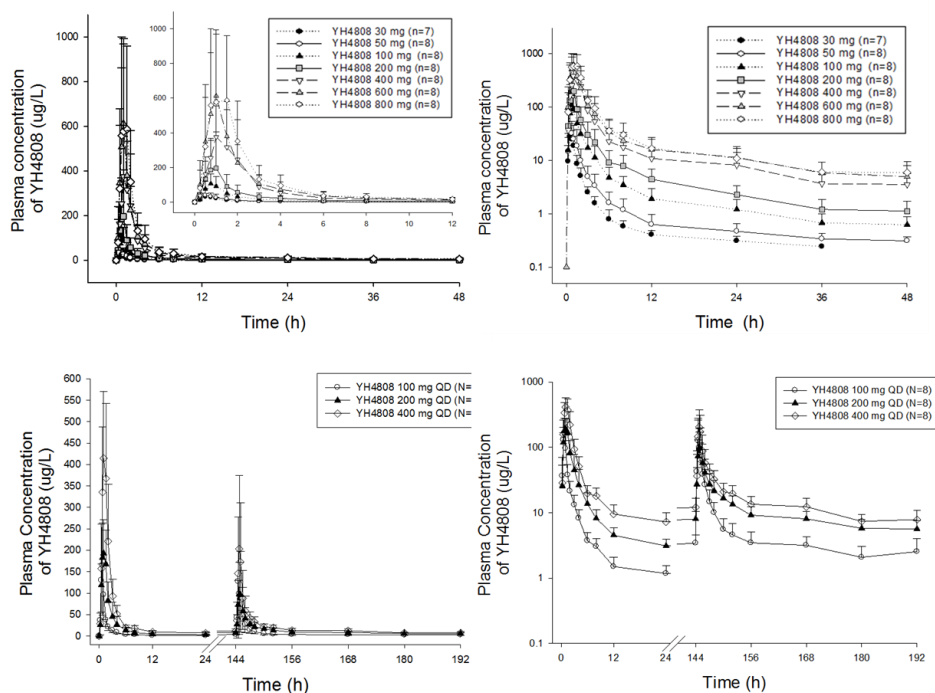 Plasma concentration
of YH4808 (ug/L)
1000
800
600
400
200
0
0
12
24
36
48
Time (h)
1000
800
600
400
200
0
0
2
4
6
8
10
12
YH4808 30 mg (n=7)
YH4808 50 mg (n=8)
YH4808 100 mg (n=8)
YH4808 200 mg (n=8)
YH4808 400 mg (n=8)
YH4808 600 mg (n=8)
YH4808 800 mg (n=8)
Plasma concentration
of YH4808 (ug/L)
1000
100
10
1
0.1
0
12
24
36
48
Time (h)
YH4808 30 mg (n=7)
YH4808 50 mg (n=8)
YH4808 100 mg (n=8)
YH4808 200 mg (n=8)
YH4808 400 mg (n=8)
YH4808 600 mg (n=8)
YH4808 800 mg (n=8)
Plasma Concentration
of YH4808 (ug/L)
600
550
500
450
400
350
300
250
200
150
100
50
0
0
12
24
144
156
168
180
192
Time (h)
YH4808 100 mg QD (N=
YH4808 200 mg QD (N=
YH4808 400 mg QD (N=
Plasma Concentration
of YH4808 (ug/L)
1000
100
10
1
0.1
0
12
24
144
156
168
180
192
Time (h)
YH4808 100 mg QD (N=8)
YH4808 200 mg QD (N=8)
YH4808 400 mg QD (N=8)